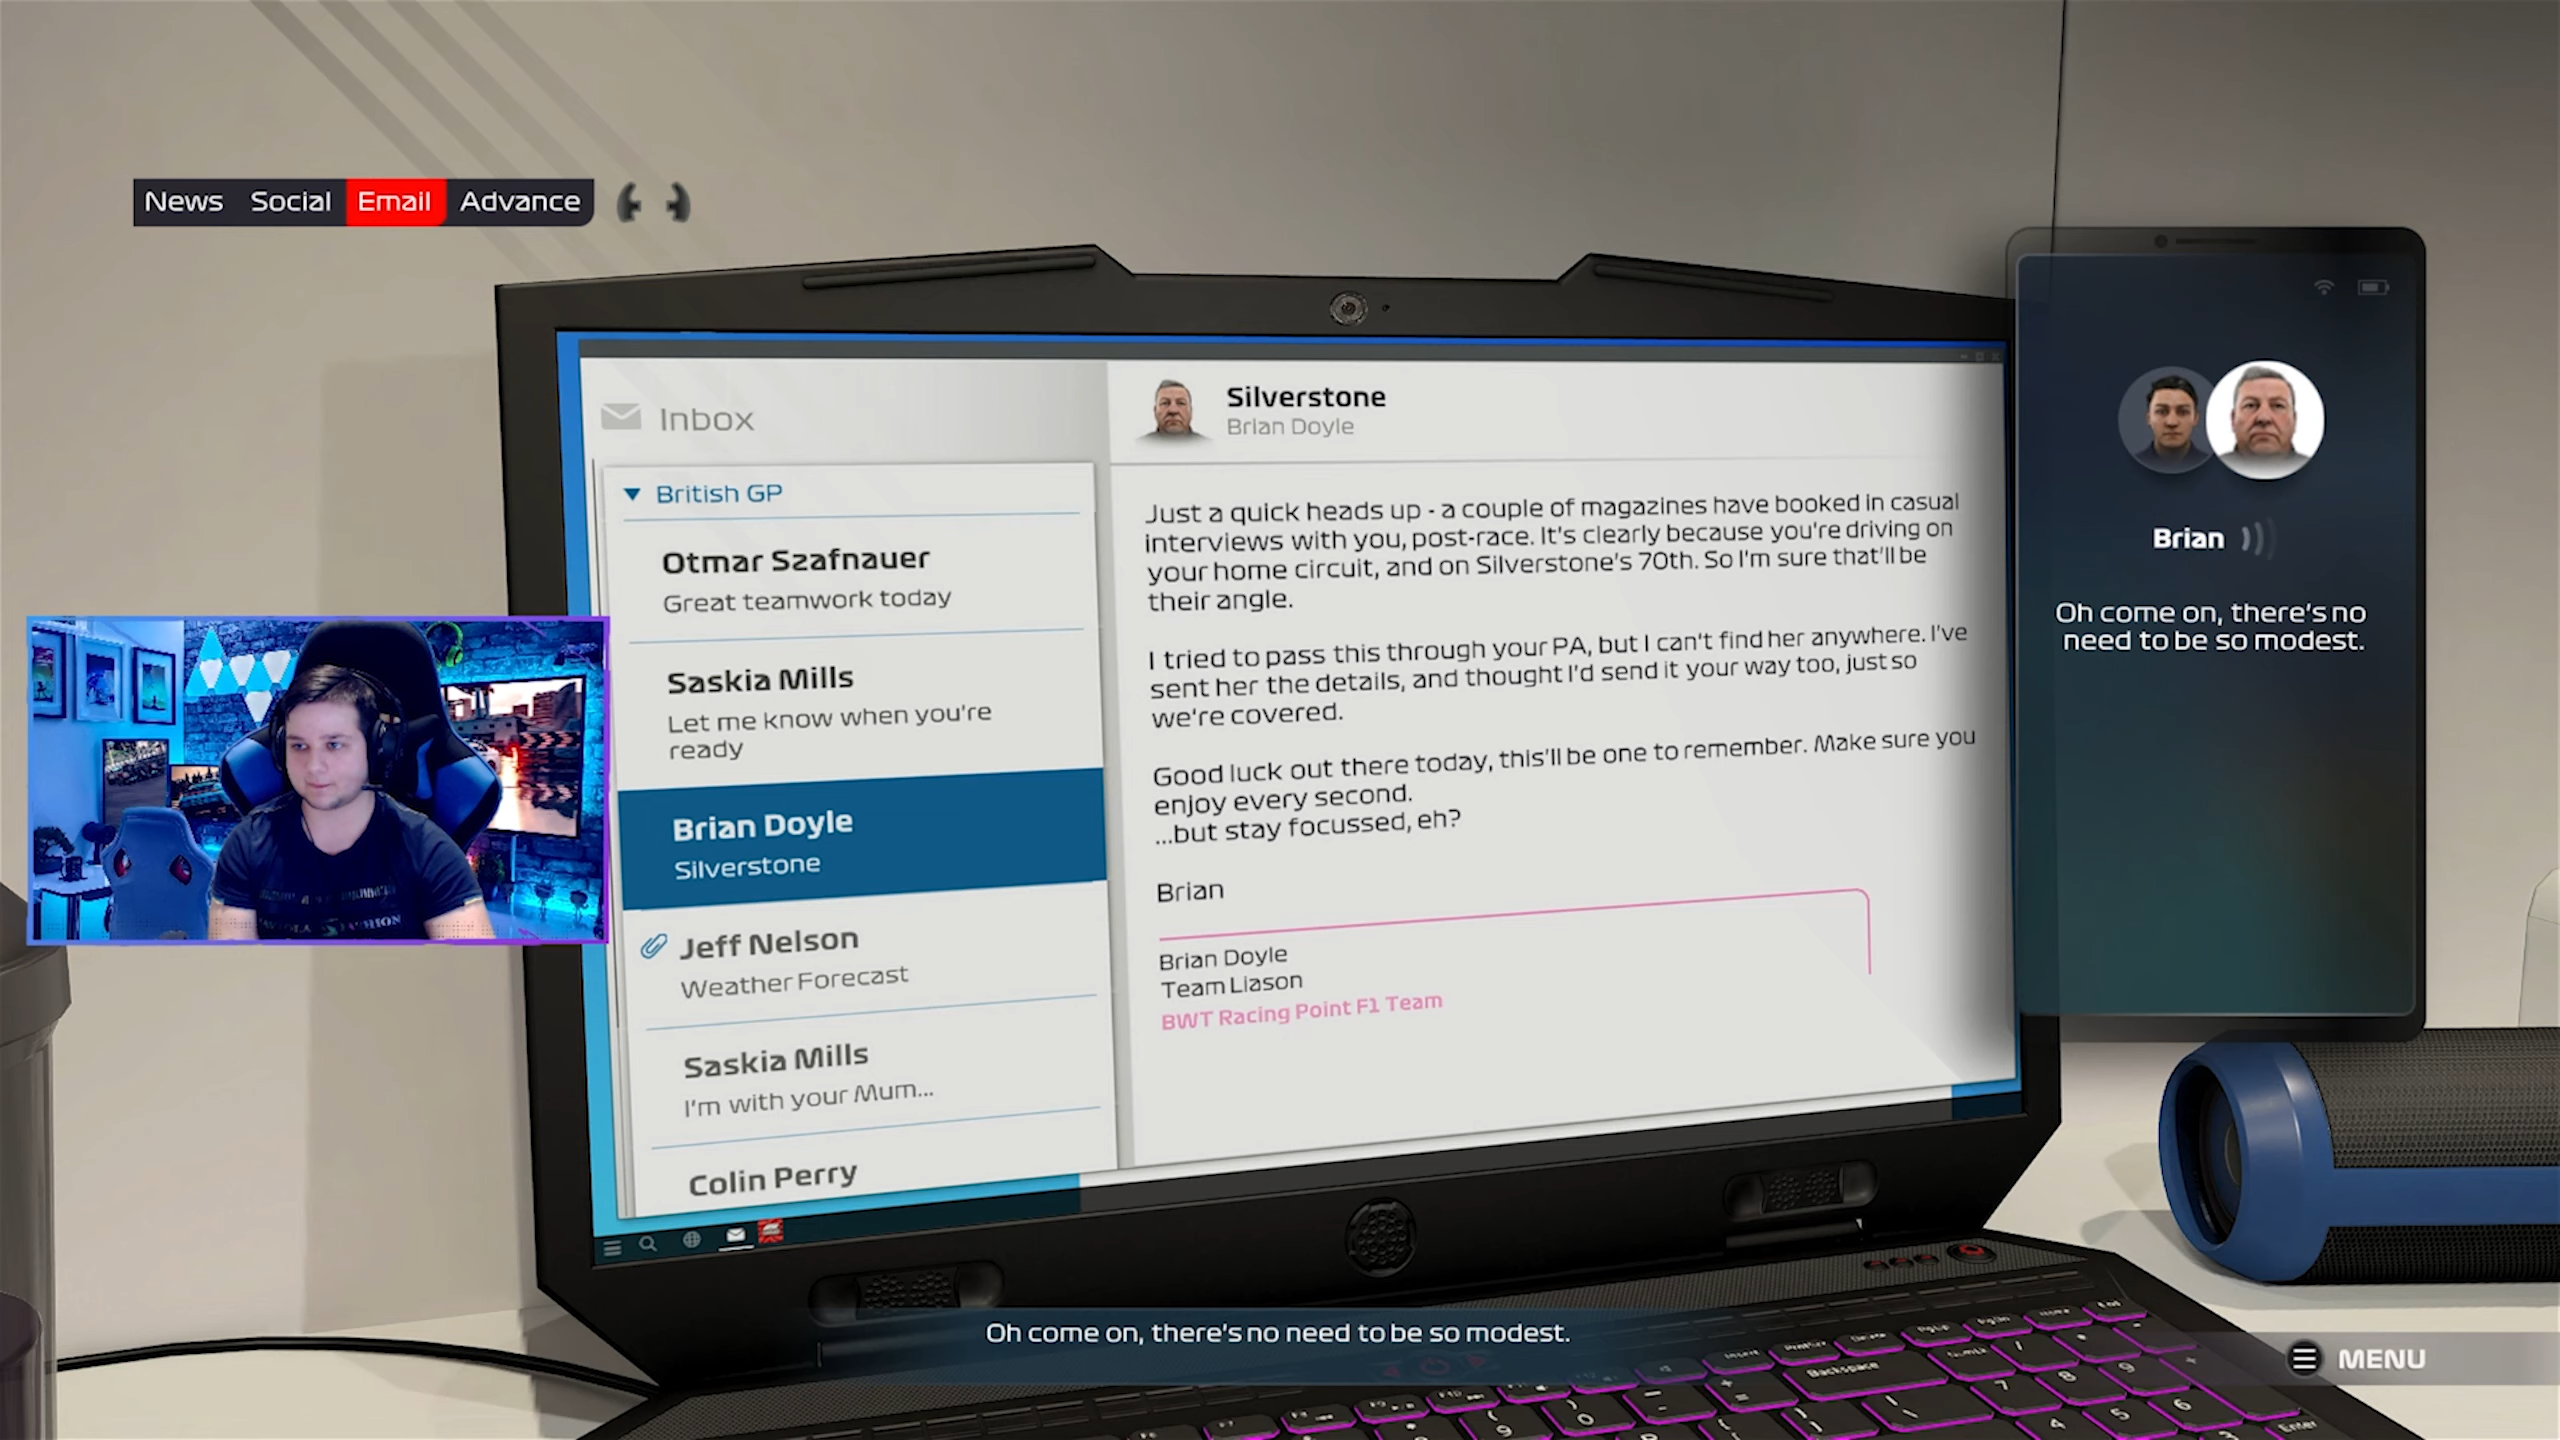 News Social Email Advance
Inbox
British GP
Otmar Szafnauer
Great teamwork today
Saskia Mills
Let me know when you're
ready
Brian Doyle
Silverstone
Jeff Nelson
Weather Forecast
Saskia Mills
I'm with your Mum...
Colin Perry
Silverstone
Brian Doyle
Just a quick heads up - a couple of magazines have booked in casual
interviews with you, post-race. It's clearly because you're driving on
your home circuit, and on Silverstone's 70th. So I'm sure that'll be
their angle.
I tried to pass this through your PA, but I can't find her anywhere. I've
sent her the details, and thought I'd send it your way too, just so
we're covered.
Good luck out there today, this'll be one to remember. Make sure you
enjoy every second.
...but stay focussed, eh?
Brian
Brian Doyle
Team Liason
BWT Racing Point F1 Team
Brian
Oh come on, there's no
need to be so modest.
Oh come on, there's no need to be so modest.
MENU
Backspace
7 8 9
4 5 6
Enter